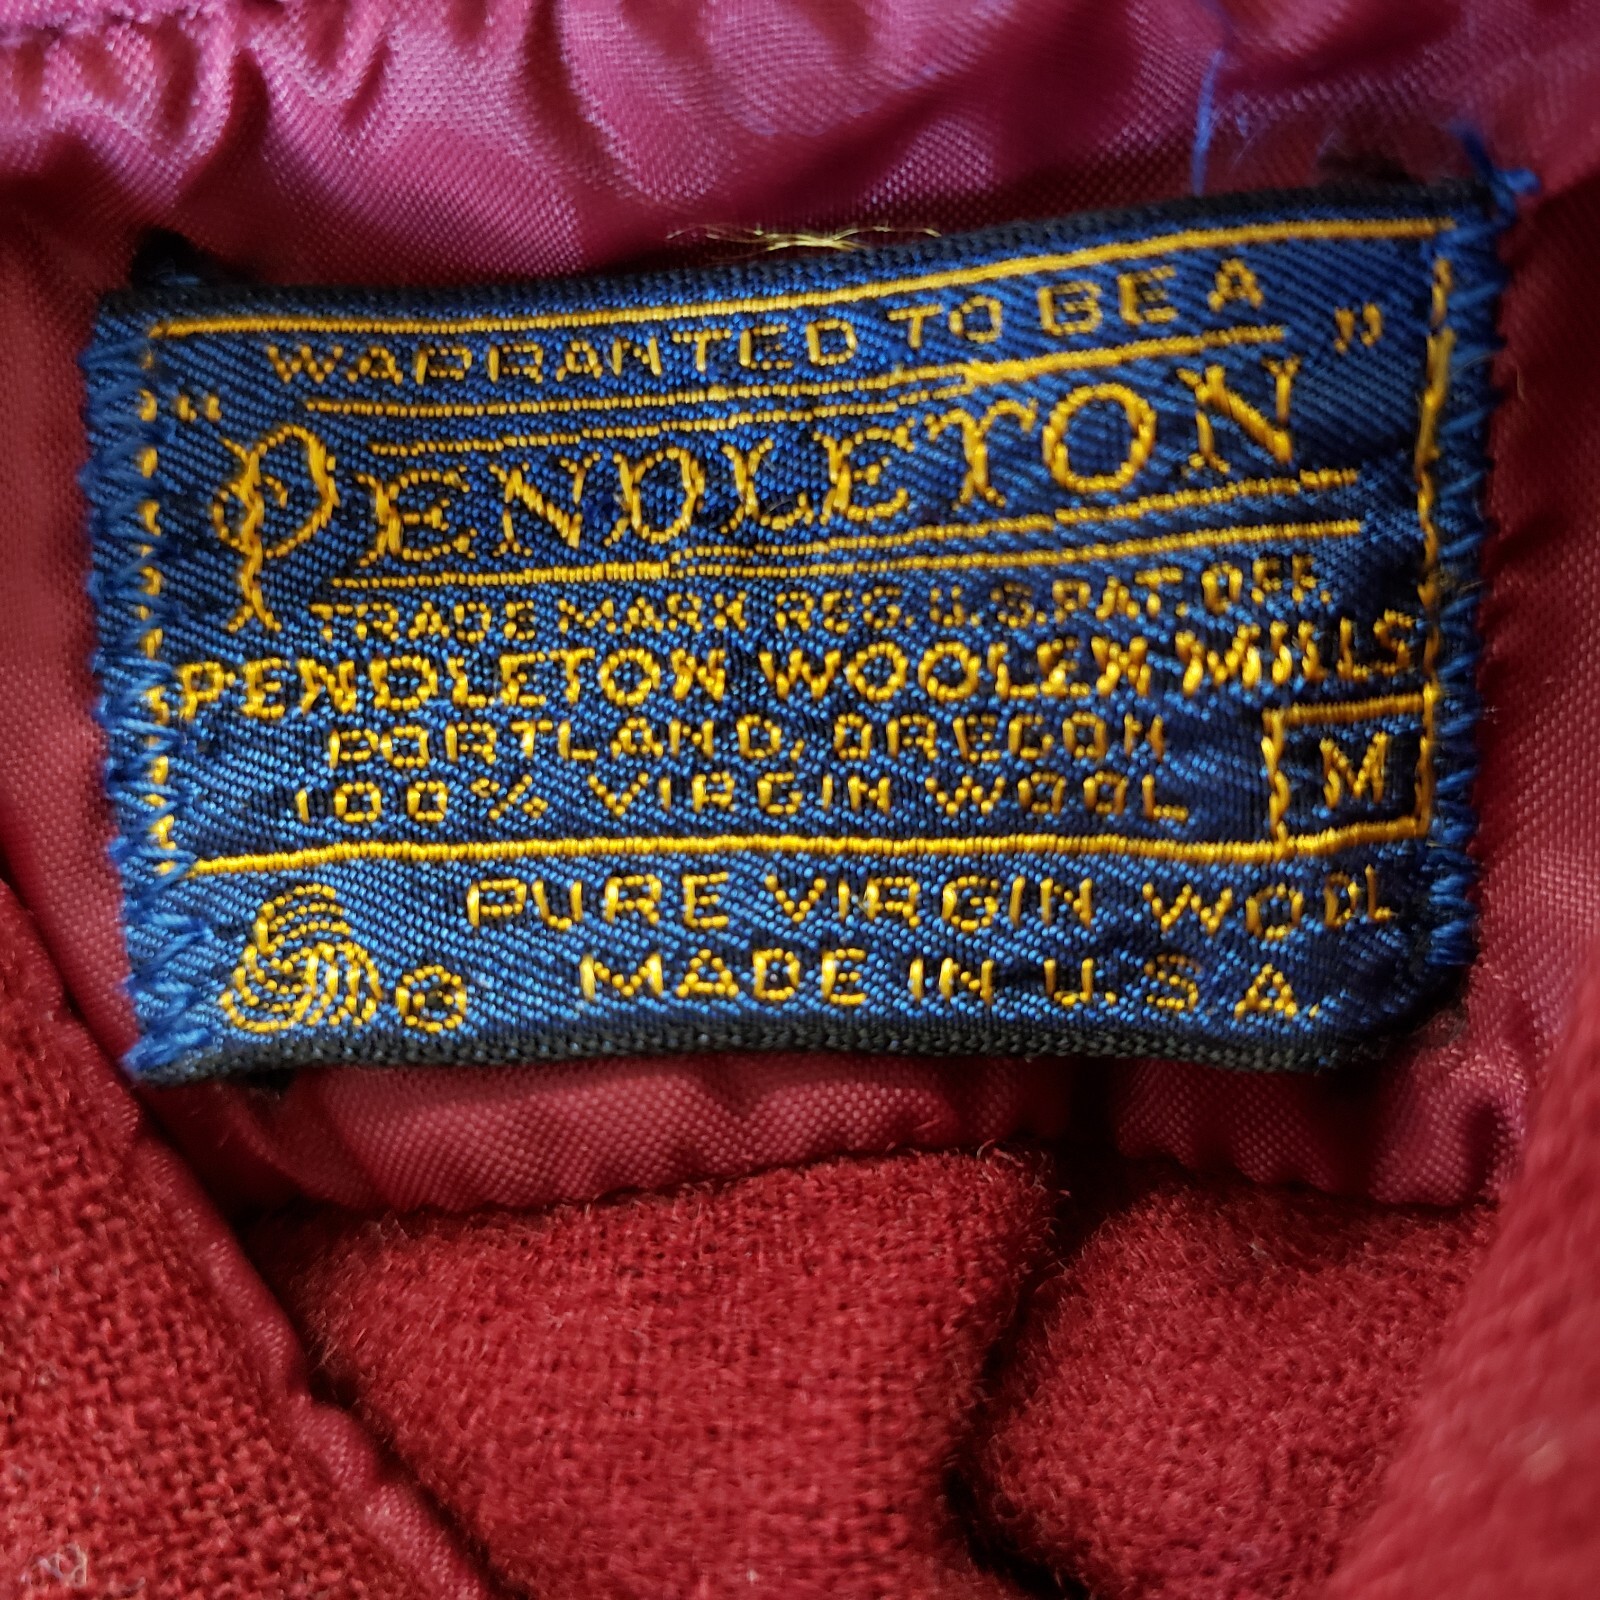 WARRANTED TO BE A
"PENDLETON"
TRADE MARK REG. U.S. PAT. OFF.
PENDLETON WOOLEN MILLS
PORTLAND, OREGON
100% VIRGIN WOOL
M
PURE VIRGIN WOOL
© MADE IN U.S.A.